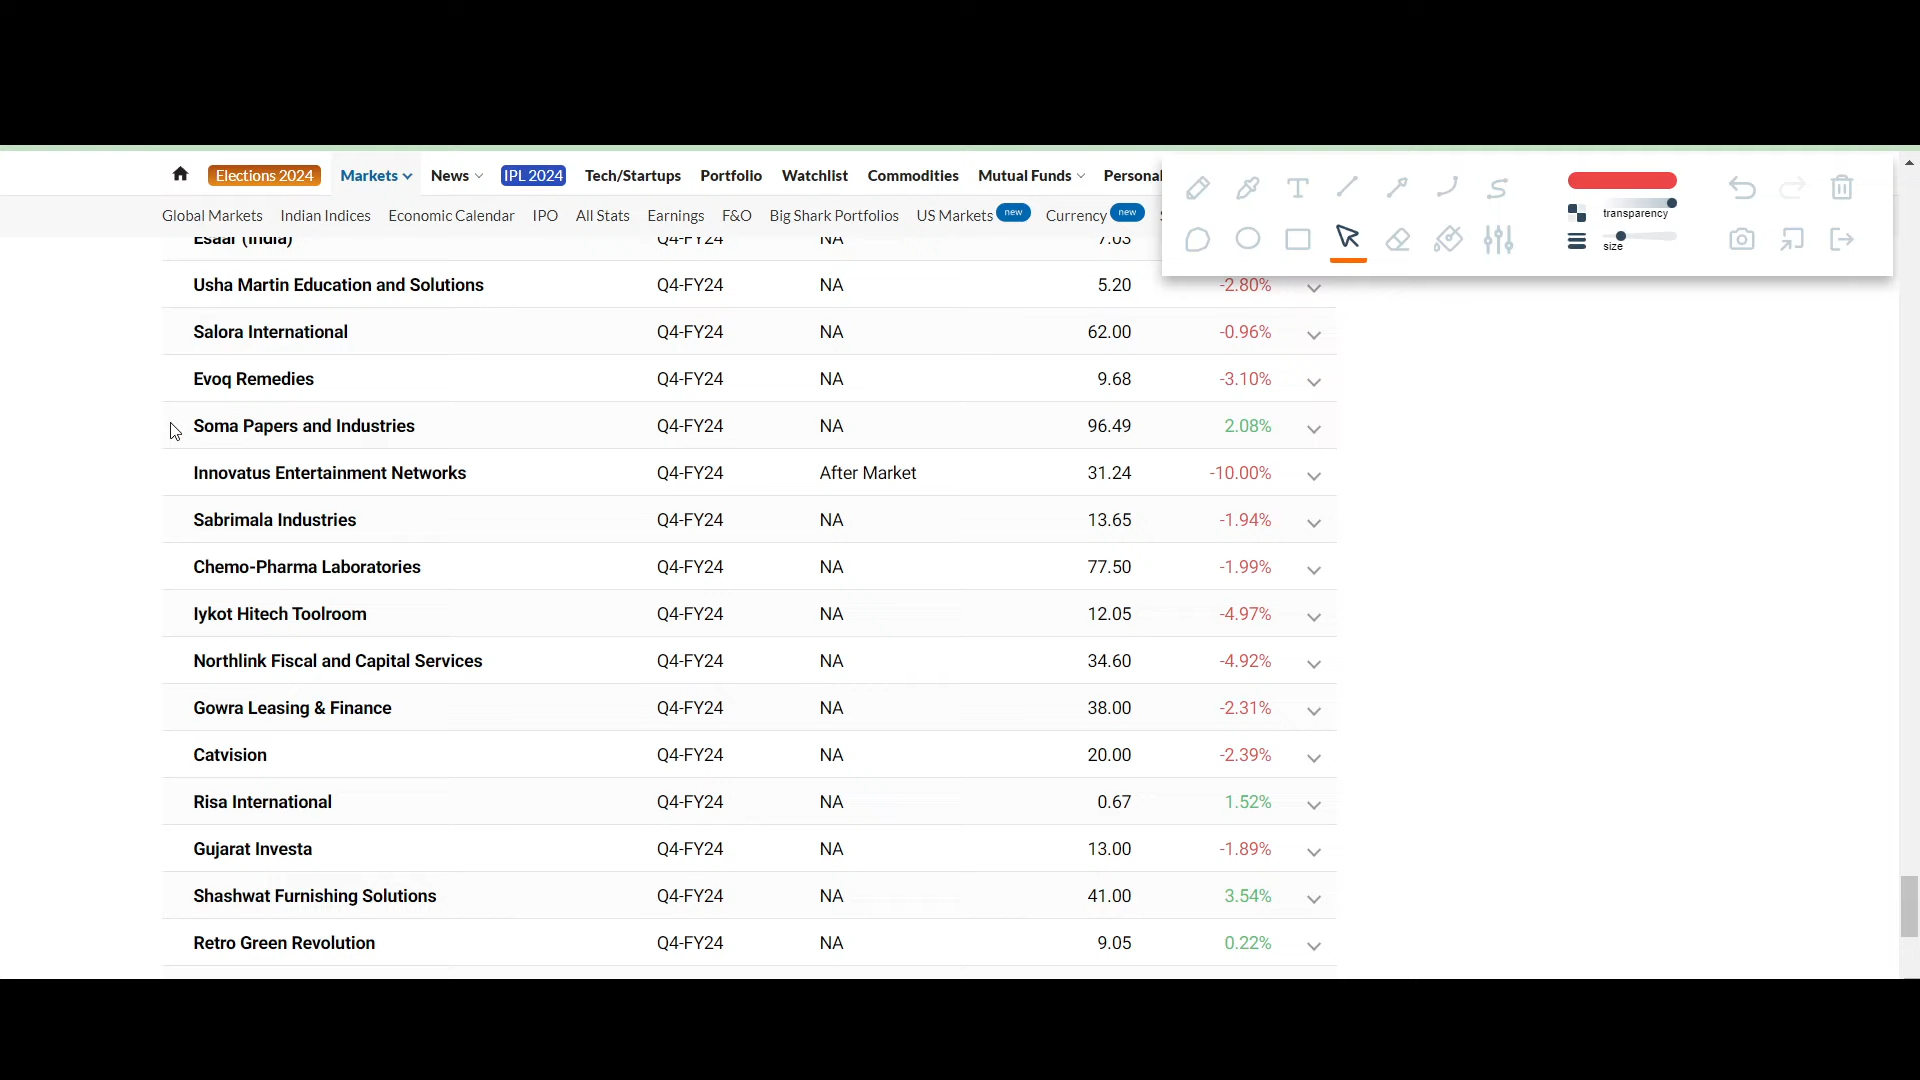 Elections 2024 Markets News IPL 2024 Tech/Startups Portfolio Watchlist Commodities Mutual Funds Personal
Global Markets Indian Indices Economic Calendar IPO All Stats Earnings F&O Big Shark Portfolios US Markets new Currency new
transparency
size
Esaar (India) Q4-FY24 NA 7.03
Usha Martin Education and Solutions Q4-FY24 NA 5.20 -2.80%
Salora International Q4-FY24 NA 62.00 -0.96%
Evoq Remedies Q4-FY24 NA 9.68 -3.10%
Soma Papers and Industries Q4-FY24 NA 96.49 2.08%
Innovatus Entertainment Networks Q4-FY24 After Market 31.24 -10.00%
Sabrimala Industries Q4-FY24 NA 13.65 -1.94%
Chemo-Pharma Laboratories Q4-FY24 NA 77.50 -1.99%
Iykot Hitech Toolroom Q4-FY24 NA 12.05 -4.97%
Northlink Fiscal and Capital Services Q4-FY24 NA 34.60 -4.92%
Gowra Leasing & Finance Q4-FY24 NA 38.00 -2.31%
Catvision Q4-FY24 NA 20.00 -2.39%
Risa International Q4-FY24 NA 0.67 1.52%
Gujarat Investa Q4-FY24 NA 13.00 -1.89%
Shashwat Furnishing Solutions Q4-FY24 NA 41.00 3.54%
Retro Green Revolution Q4-FY24 NA 9.05 0.22%